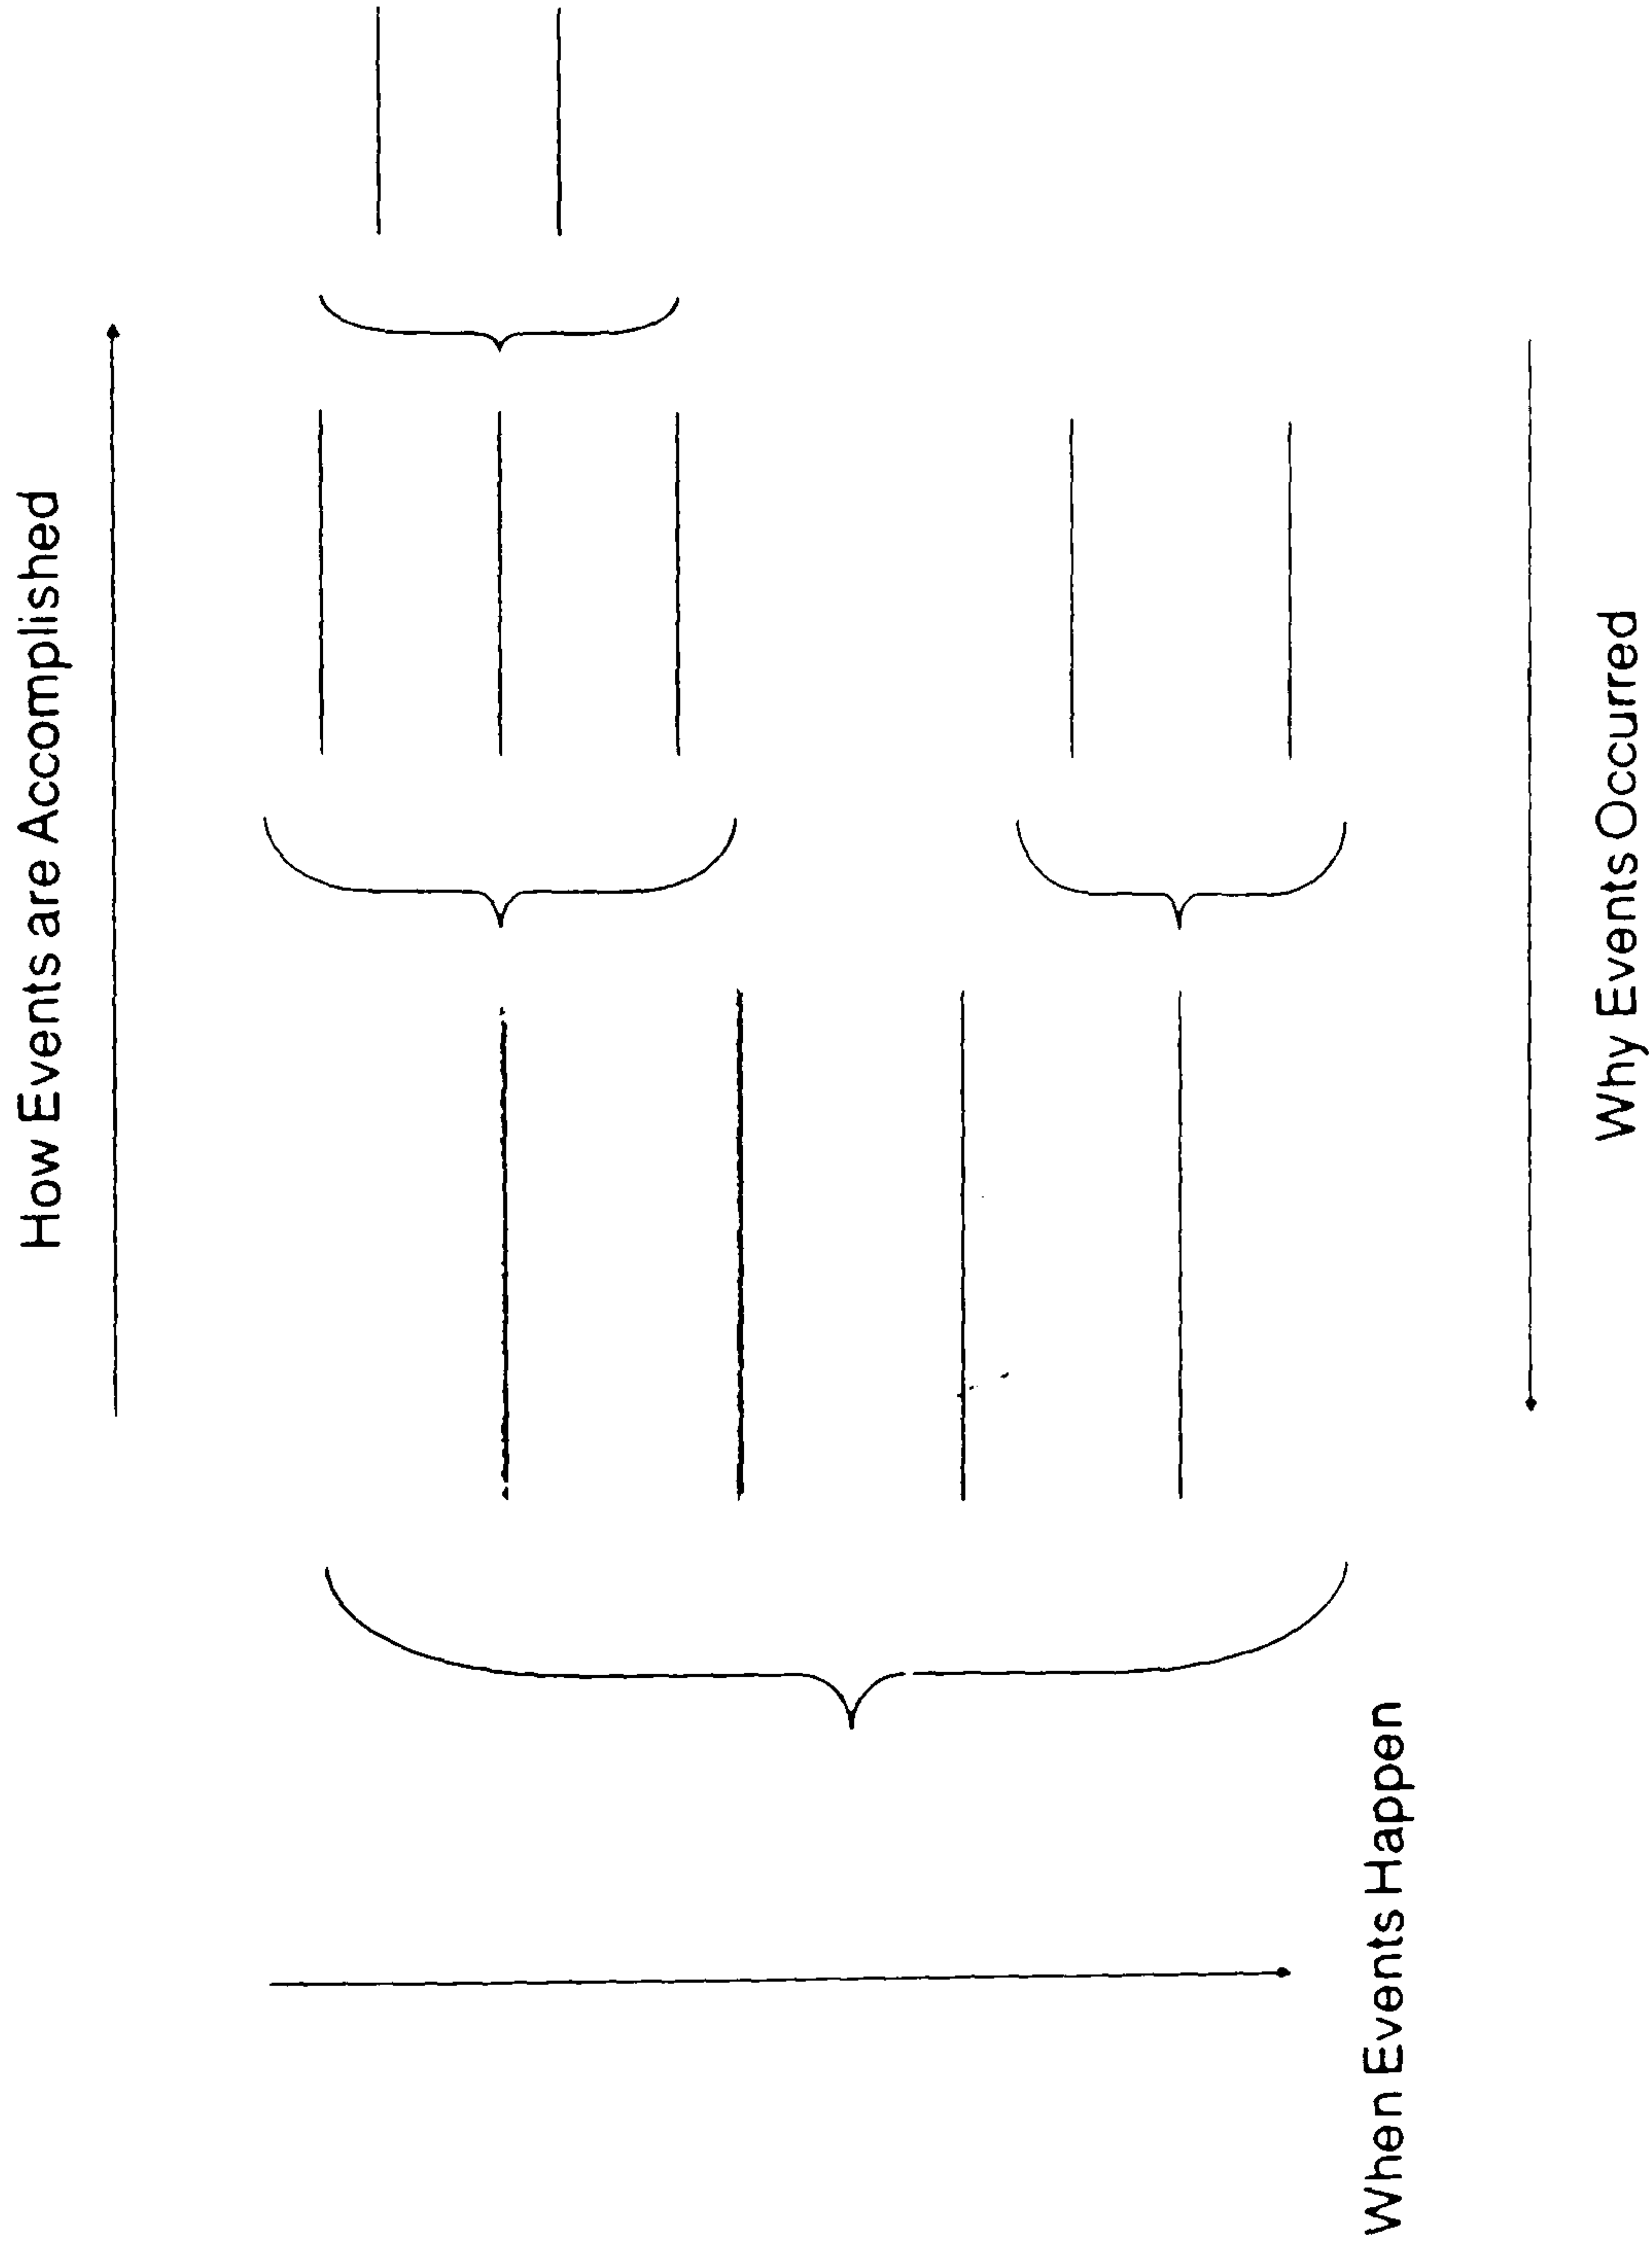 How Events are Accomplished
When Events Happen
Why Events Occurred